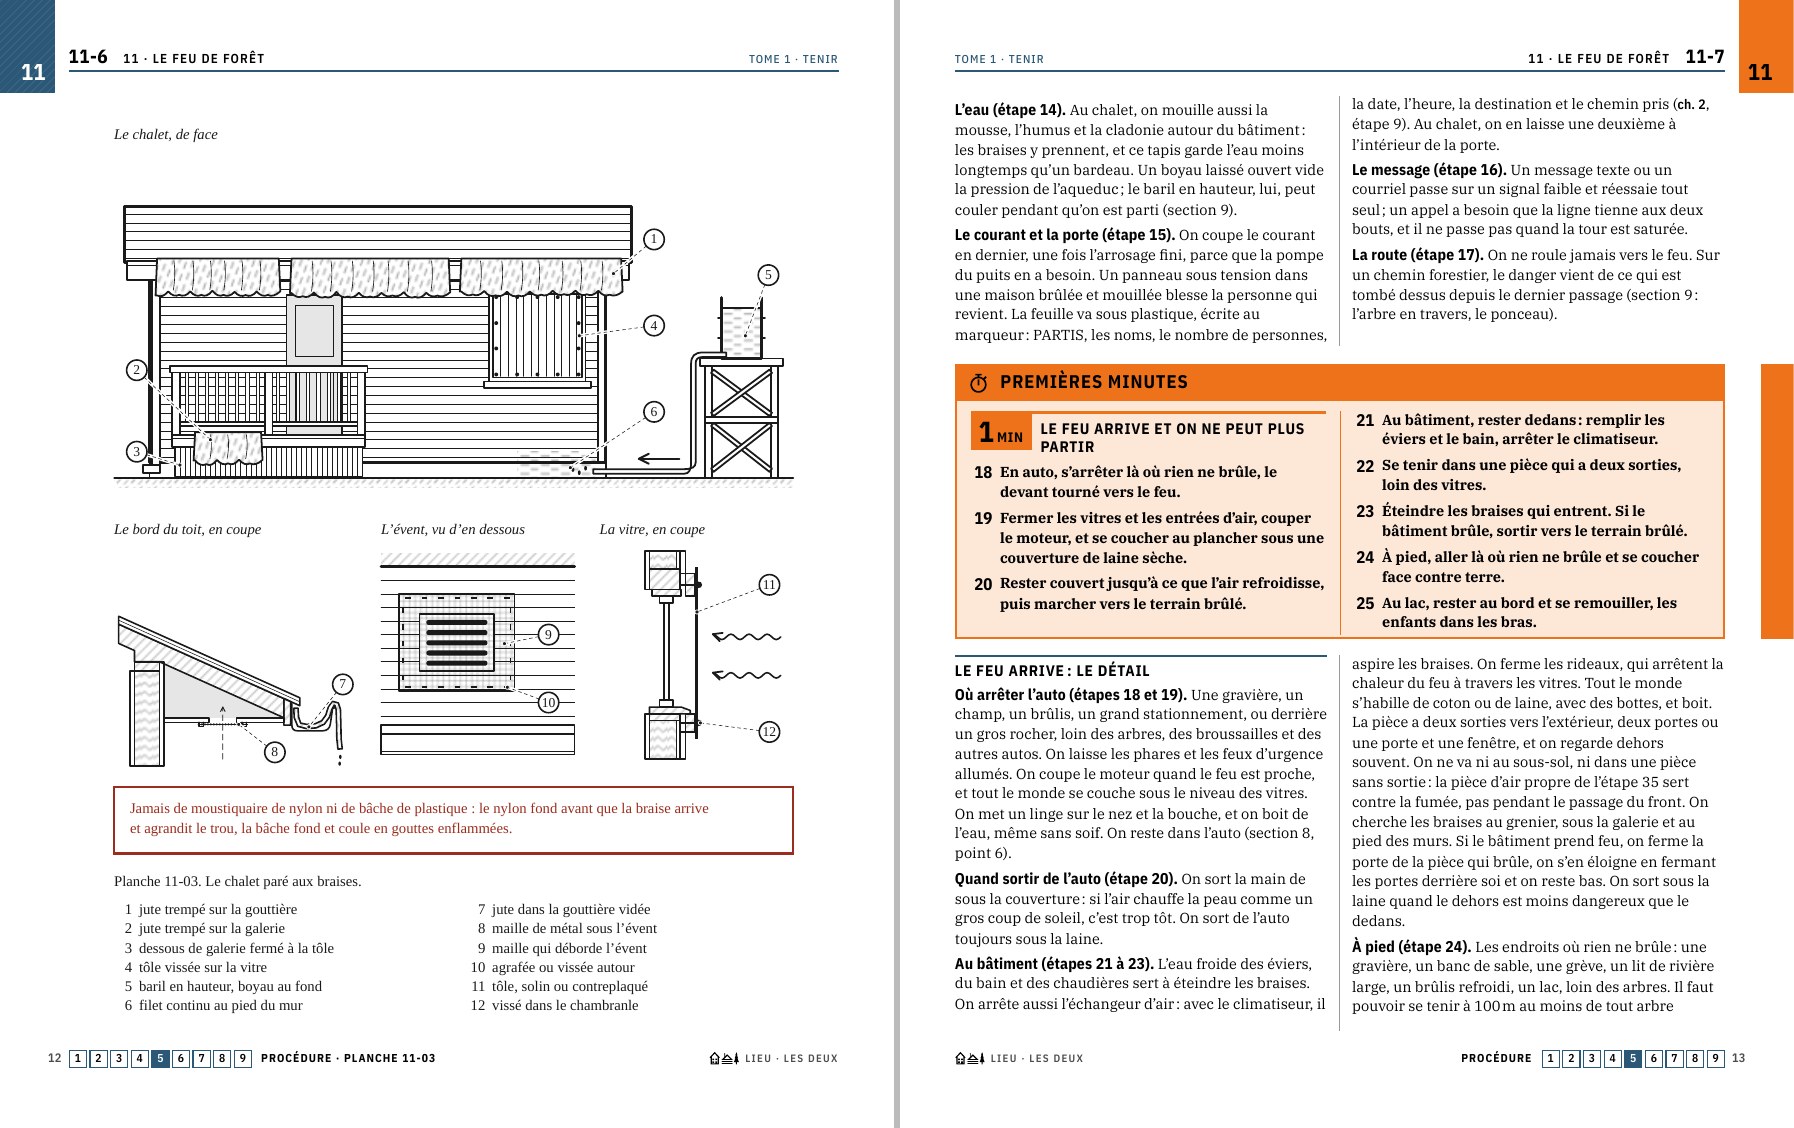 11
11-6 11 · LE FEU DE FORÊT
TOME 1 · TENIR
Le chalet, de face
1
5
4
2
6
3
Le bord du toit, en coupe
L’évent, vu d’en dessous
La vitre, en coupe
11
9
7
10
8
12
Jamais de moustiquaire de nylon ni de bâche de plastique : le nylon fond avant que la braise arrive
et agrandit le trou, la bâche fond et coule en gouttes enflammées.
Planche 11-03. Le chalet paré aux braises.
1 jute trempé sur la gouttière
2 jute trempé sur la galerie
3 dessous de galerie fermé à la tôle
4 tôle vissée sur la vitre
5 baril en hauteur, boyau au fond
6 filet continu au pied du mur
7 jute dans la gouttière vidée
8 maille de métal sous l’évent
9 maille qui déborde l’évent
10 agrafée ou vissée autour
11 tôle, solin ou contreplaqué
12 vissé dans le chambranle
12 1 2 3 4 5 6 7 8 9 PROCÉDURE · PLANCHE 11-03
LIEU · LES DEUX
TOME 1 · TENIR
11 · LE FEU DE FORÊT 11-7
11
L’eau (étape 14). Au chalet, on mouille aussi la
mousse, l’humus et la cladonie autour du bâtiment :
les braises y prennent, et ce tapis garde l’eau moins
longtemps qu’un bardeau. Un boyau laissé ouvert vide
la pression de l’aqueduc ; le baril en hauteur, lui, peut
couler pendant qu’on est parti (section 9).
Le courant et la porte (étape 15). On coupe le courant
en dernier, une fois l’arrosage fini, parce que la pompe
du puits en a besoin. Un panneau sous tension dans
une maison brûlée et mouillée blesse la personne qui
revient. La feuille va sous plastique, écrite au
marqueur : PARTIS, les noms, le nombre de personnes,
la date, l’heure, la destination et le chemin pris (ch. 2,
étape 9). Au chalet, on en laisse une deuxième à
l’intérieur de la porte.
Le message (étape 16). Un message texte ou un
courriel passe sur un signal faible et réessaie tout
seul ; un appel a besoin que la ligne tienne aux deux
bouts, et il ne passe pas quand la tour est saturée.
La route (étape 17). On ne roule jamais vers le feu. Sur
un chemin forestier, le danger vient de ce qui est
tombé dessus depuis le dernier passage (section 9 :
l’arbre en travers, le ponceau).
PREMIÈRES MINUTES
1 MIN LE FEU ARRIVE ET ON NE PEUT PLUS
PARTIR
18 En auto, s’arrêter là où rien ne brûle, le
devant tourné vers le feu.
19 Fermer les vitres et les entrées d’air, couper
le moteur, et se coucher au plancher sous une
couverture de laine sèche.
20 Rester couvert jusqu’à ce que l’air refroidisse,
puis marcher vers le terrain brûlé.
21 Au bâtiment, rester dedans : remplir les
éviers et le bain, arrêter le climatiseur.
22 Se tenir dans une pièce qui a deux sorties,
loin des vitres.
23 Éteindre les braises qui entrent. Si le
bâtiment brûle, sortir vers le terrain brûlé.
24 À pied, aller là où rien ne brûle et se coucher
face contre terre.
25 Au lac, rester au bord et se remouiller, les
enfants dans les bras.
LE FEU ARRIVE : LE DÉTAIL
Où arrêter l’auto (étapes 18 et 19). Une gravière, un
champ, un brûlis, un grand stationnement, ou derrière
un gros rocher, loin des arbres, des broussailles et des
autres autos. On laisse les phares et les feux d’urgence
allumés. On coupe le moteur quand le feu est proche,
et tout le monde se couche sous le niveau des vitres.
On met un linge sur le nez et la bouche, et on boit de
l’eau, même sans soif. On reste dans l’auto (section 8,
point 6).
Quand sortir de l’auto (étape 20). On sort la main de
sous la couverture : si l’air chauffe la peau comme un
gros coup de soleil, c’est trop tôt. On sort de l’auto
toujours sous la laine.
Au bâtiment (étapes 21 à 23). L’eau froide des éviers,
du bain et des chaudières sert à éteindre les braises.
On arrête aussi l’échangeur d’air : avec le climatiseur, il
aspire les braises. On ferme les rideaux, qui arrêtent la
chaleur du feu à travers les vitres. Tout le monde
s’habille de coton ou de laine, avec des bottes, et boit.
La pièce a deux sorties vers l’extérieur, deux portes ou
une porte et une fenêtre, et on regarde dehors
souvent. On ne va ni au sous-sol, ni dans une pièce
sans sortie : la pièce d’air propre de l’étape 35 sert
contre la fumée, pas pendant le passage du front. On
cherche les braises au grenier, sous la galerie et au
pied des murs. Si le bâtiment prend feu, on ferme la
porte de la pièce qui brûle, on s’en éloigne en fermant
les portes derrière soi et on reste bas. On sort sous la
laine quand le dehors est moins dangereux que le
dedans.
À pied (étape 24). Les endroits où rien ne brûle : une
gravière, un banc de sable, une grève, un lit de rivière
large, un brûlis refroidi, un lac, loin des arbres. Il faut
pouvoir se tenir à 100 m au moins de tout arbre
LIEU · LES DEUX
PROCÉDURE 1 2 3 4 5 6 7 8 9 13